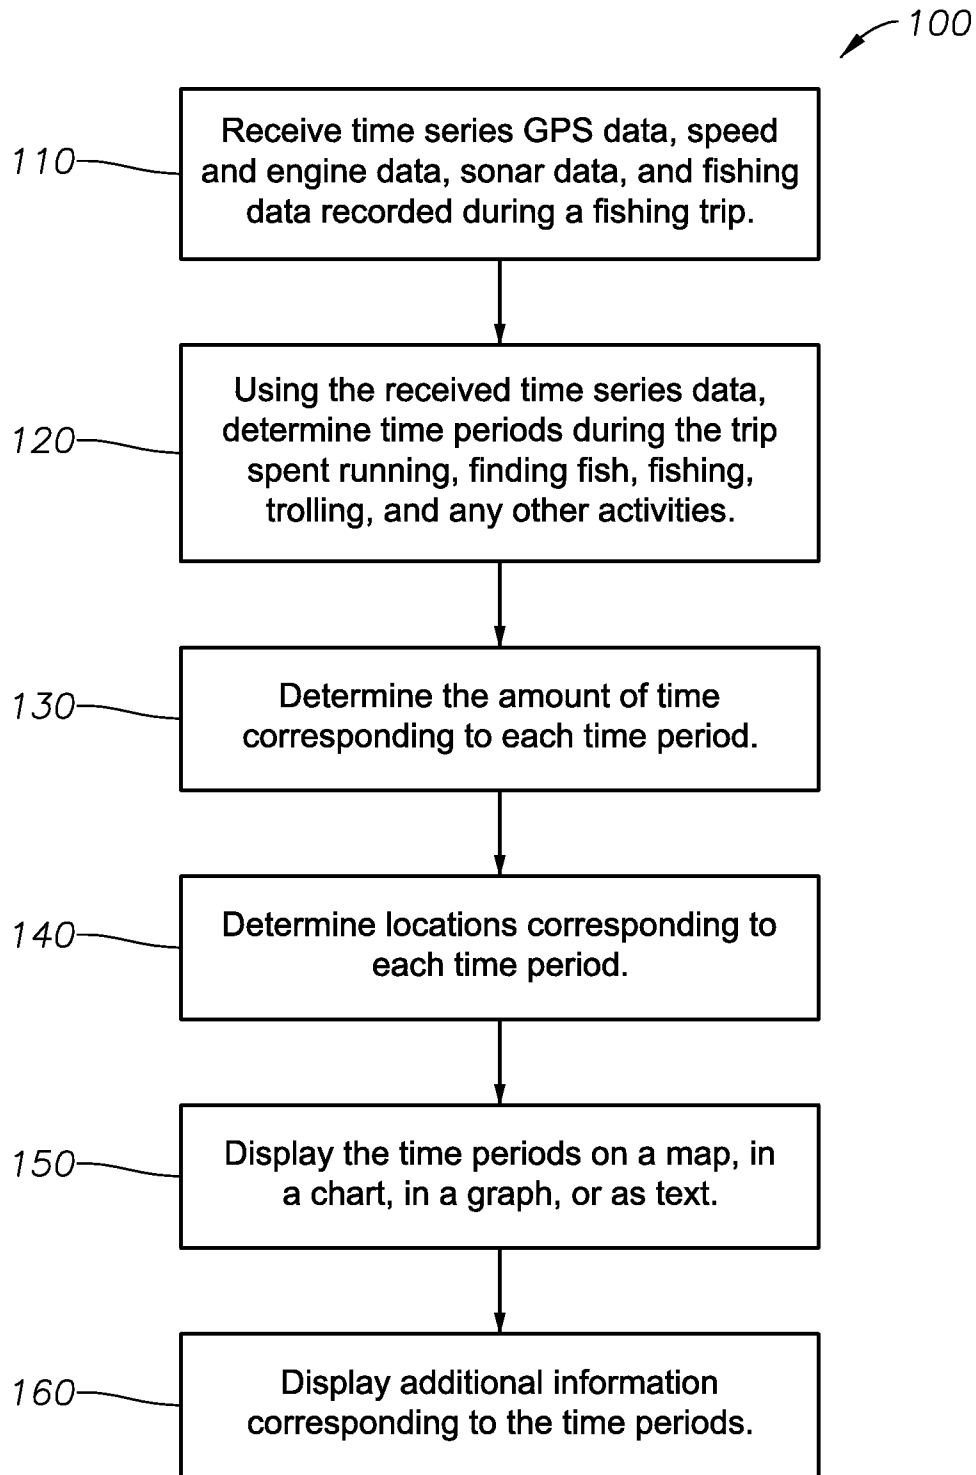 100
110
Receive time series GPS data, speed
and engine data, sonar data, and fishing
data recorded during a fishing trip.
120
Using the received time series data,
determine time periods during the trip
spent running, finding fish, fishing,
trolling, and any other activities.
130
Determine the amount of time
corresponding to each time period.
140
Determine locations corresponding to
each time period.
150
Display the time periods on a map, in
a chart, in a graph, or as text.
160
Display additional information
corresponding to the time periods.